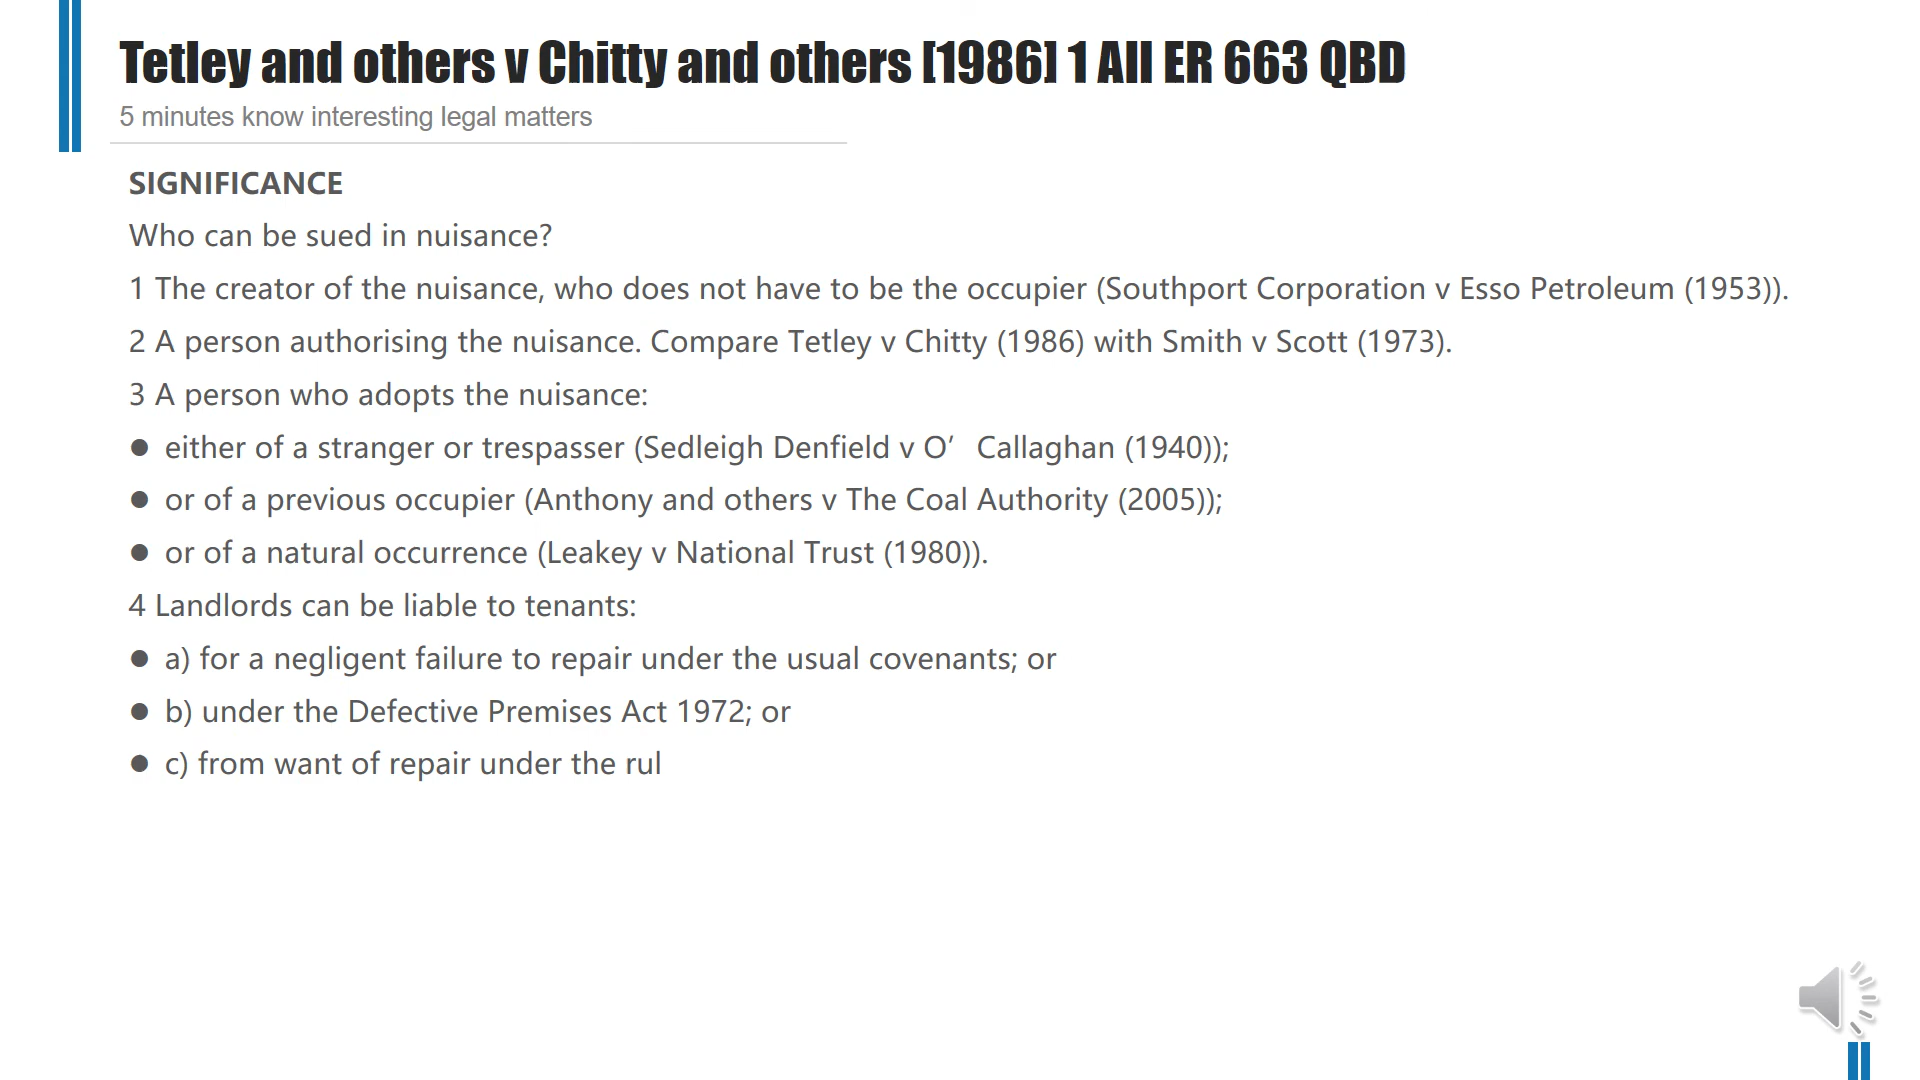 Tetley and others v Chitty and others [1986] 1 All ER 663 QBD
5 minutes know interesting legal matters
SIGNIFICANCE
Who can be sued in nuisance?
1 The creator of the nuisance, who does not have to be the occupier (Southport Corporation v Esso Petroleum (1953)).
2 A person authorising the nuisance. Compare Tetley v Chitty (1986) with Smith v Scott (1973).
3 A person who adopts the nuisance:
● either of a stranger or trespasser (Sedleigh Denfield v O’ Callaghan (1940));
● or of a previous occupier (Anthony and others v The Coal Authority (2005));
● or of a natural occurrence (Leakey v National Trust (1980)).
4 Landlords can be liable to tenants:
● a) for a negligent failure to repair under the usual covenants; or
● b) under the Defective Premises Act 1972; or
● c) from want of repair under the rul